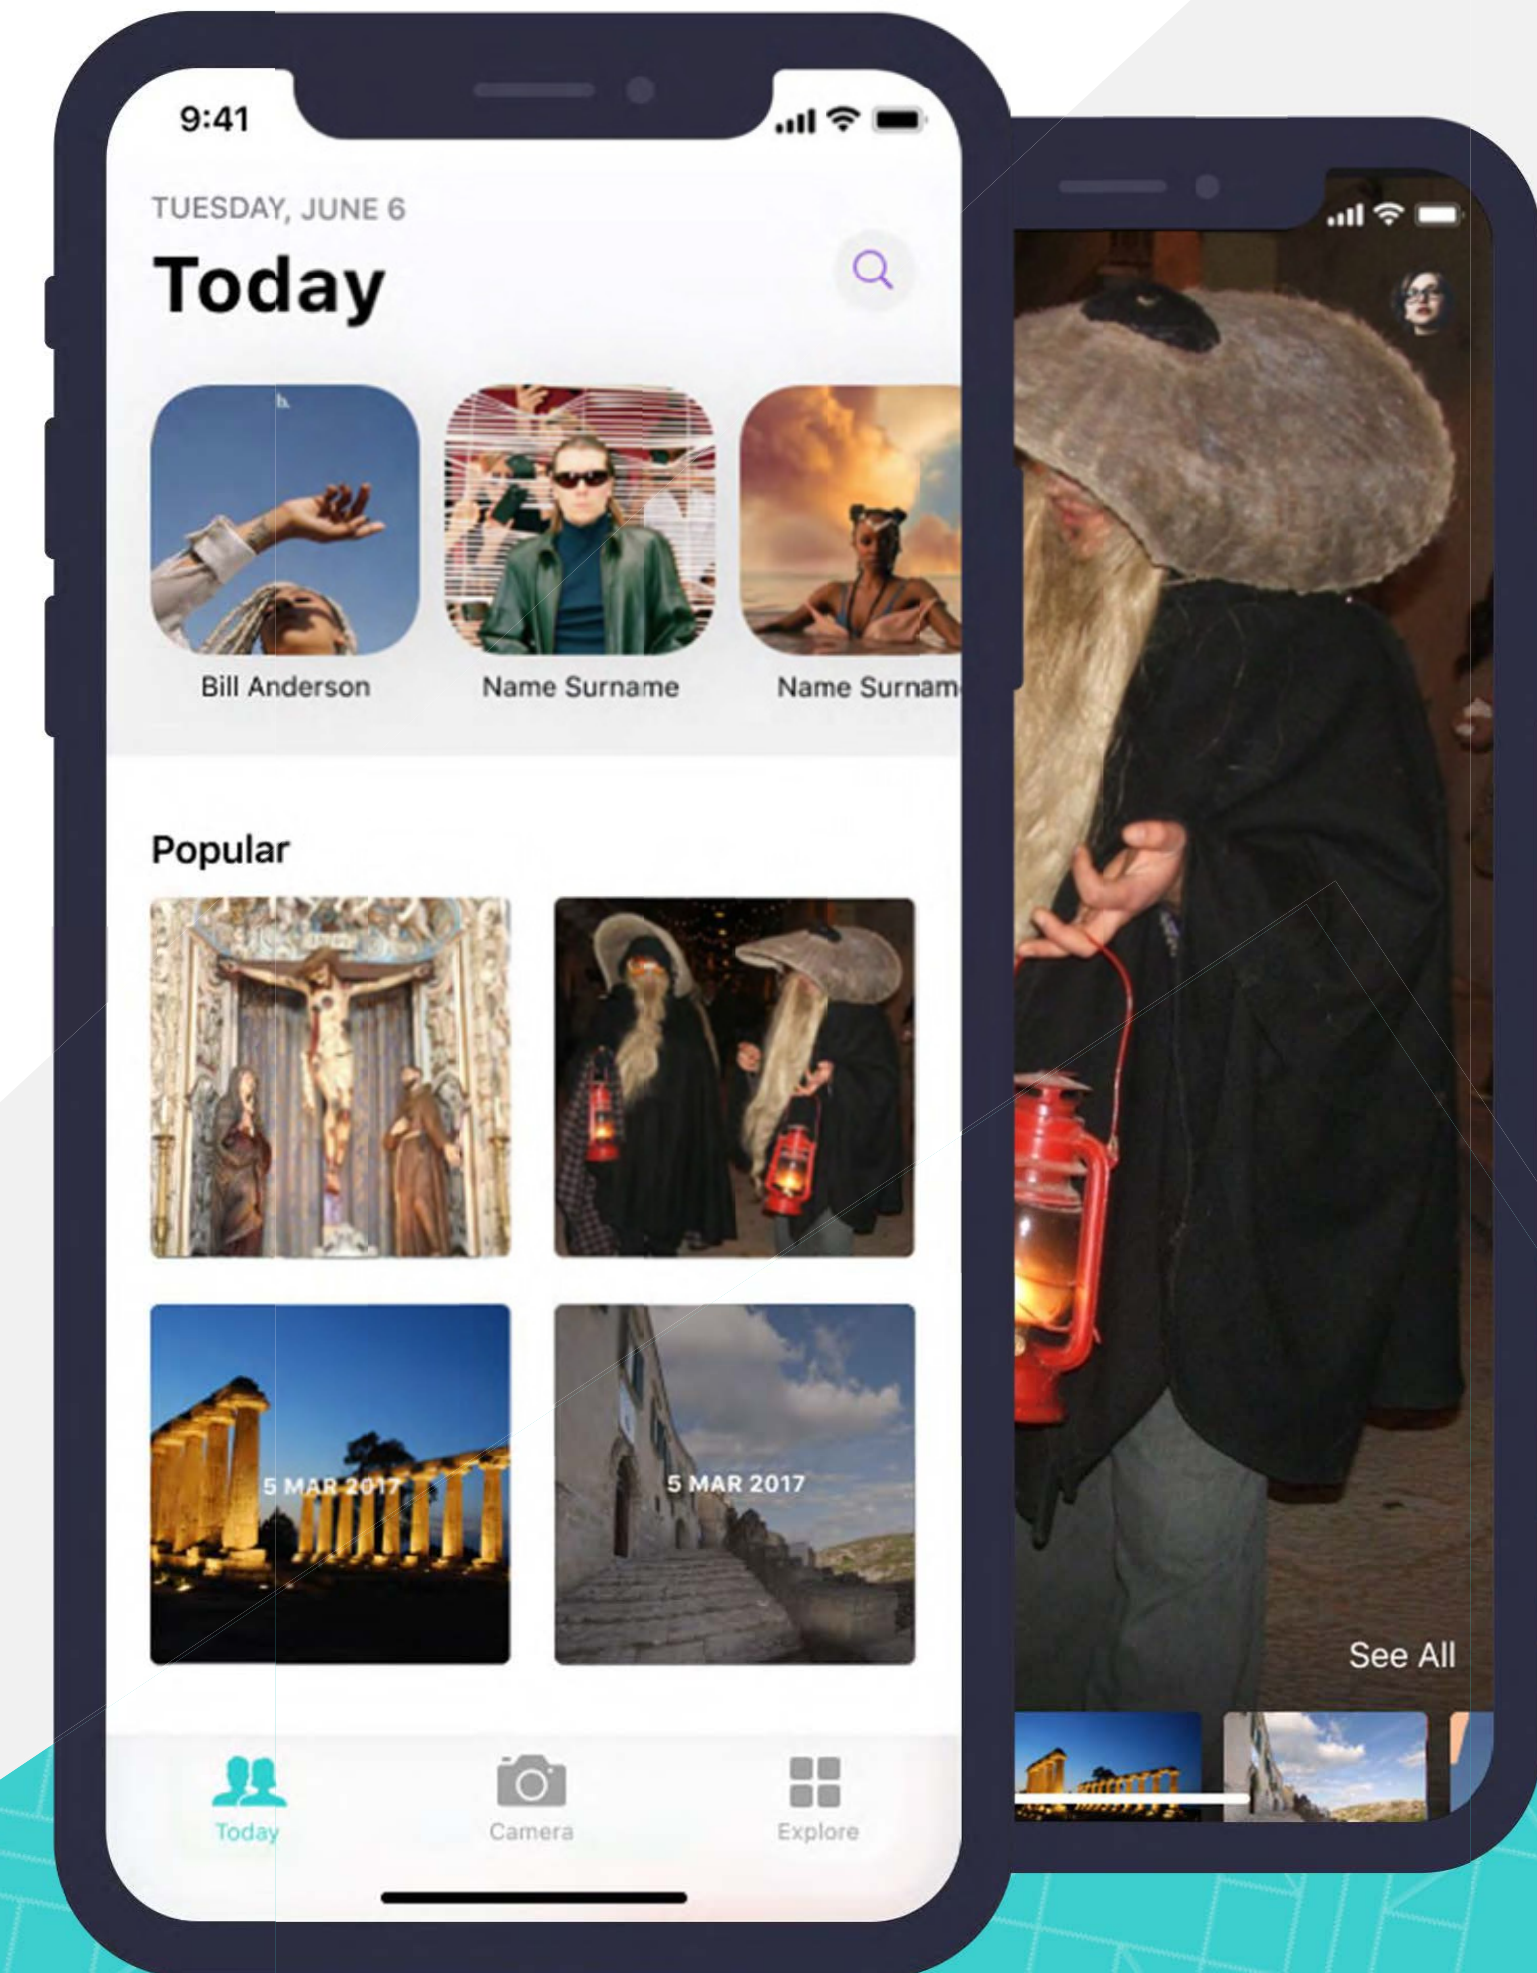 9:41
TUESDAY, JUNE 6
Today
h.
Bill Anderson
Name Surname
Name Surnam
Popular
5 MAR 2017
5 MAR 2017
Today
Camera
Explore
See All